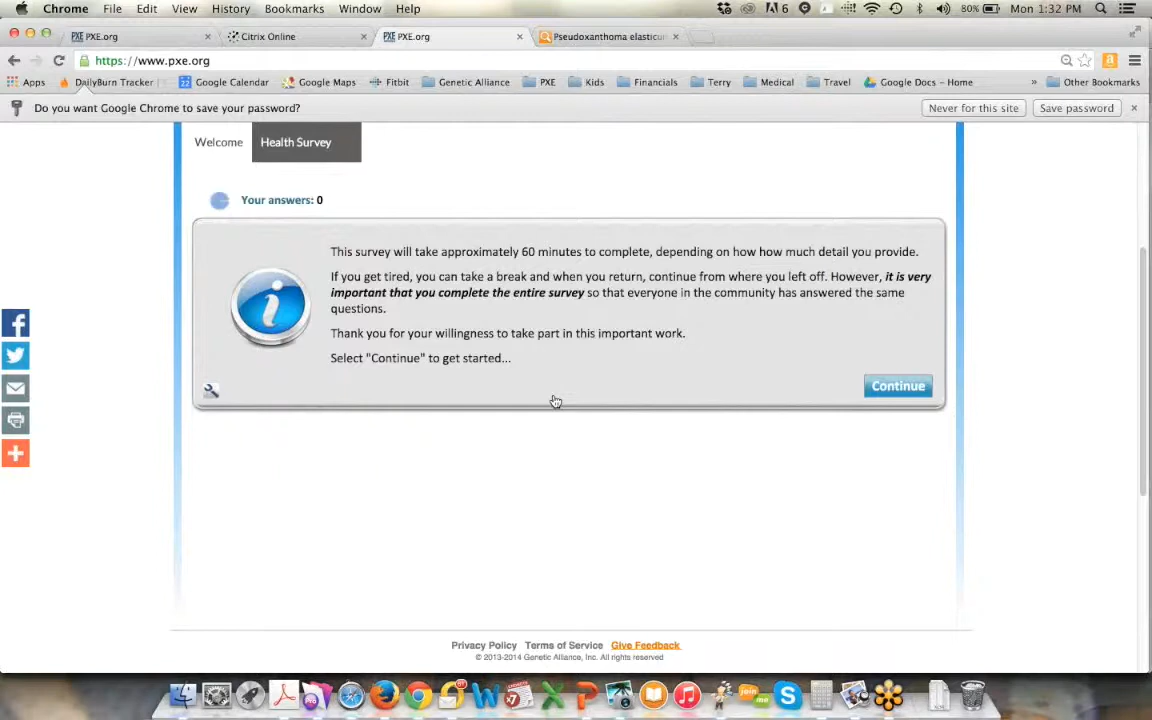 Chrome File Edit View History Bookmarks Window Help 6 80% Mon 1:32 PM
PXE PXE.org × Citrix Online × PXE PXE.org × Pseudoxanthoma elasticu ×
https://www.pxe.org
Apps DailyBurn Tracker 22 Google Calendar Google Maps Fitbit Genetic Alliance PXE Kids Financials Terry Medical Travel Google Docs - Home » Other Bookmarks
Do you want Google Chrome to save your password? Never for this site Save password ×
Welcome Health Survey
Your answers: 0
This survey will take approximately 60 minutes to complete, depending on how how much detail you provide.
If you get tired, you can take a break and when you return, continue from where you left off. However, it is very
important that you complete the entire survey so that everyone in the community has answered the same
questions.
Thank you for your willingness to take part in this important work.
Select "Continue" to get started...
Continue
Privacy Policy Terms of Service Give Feedback
© 2013-2014 Genetic Alliance, Inc. All rights reserved